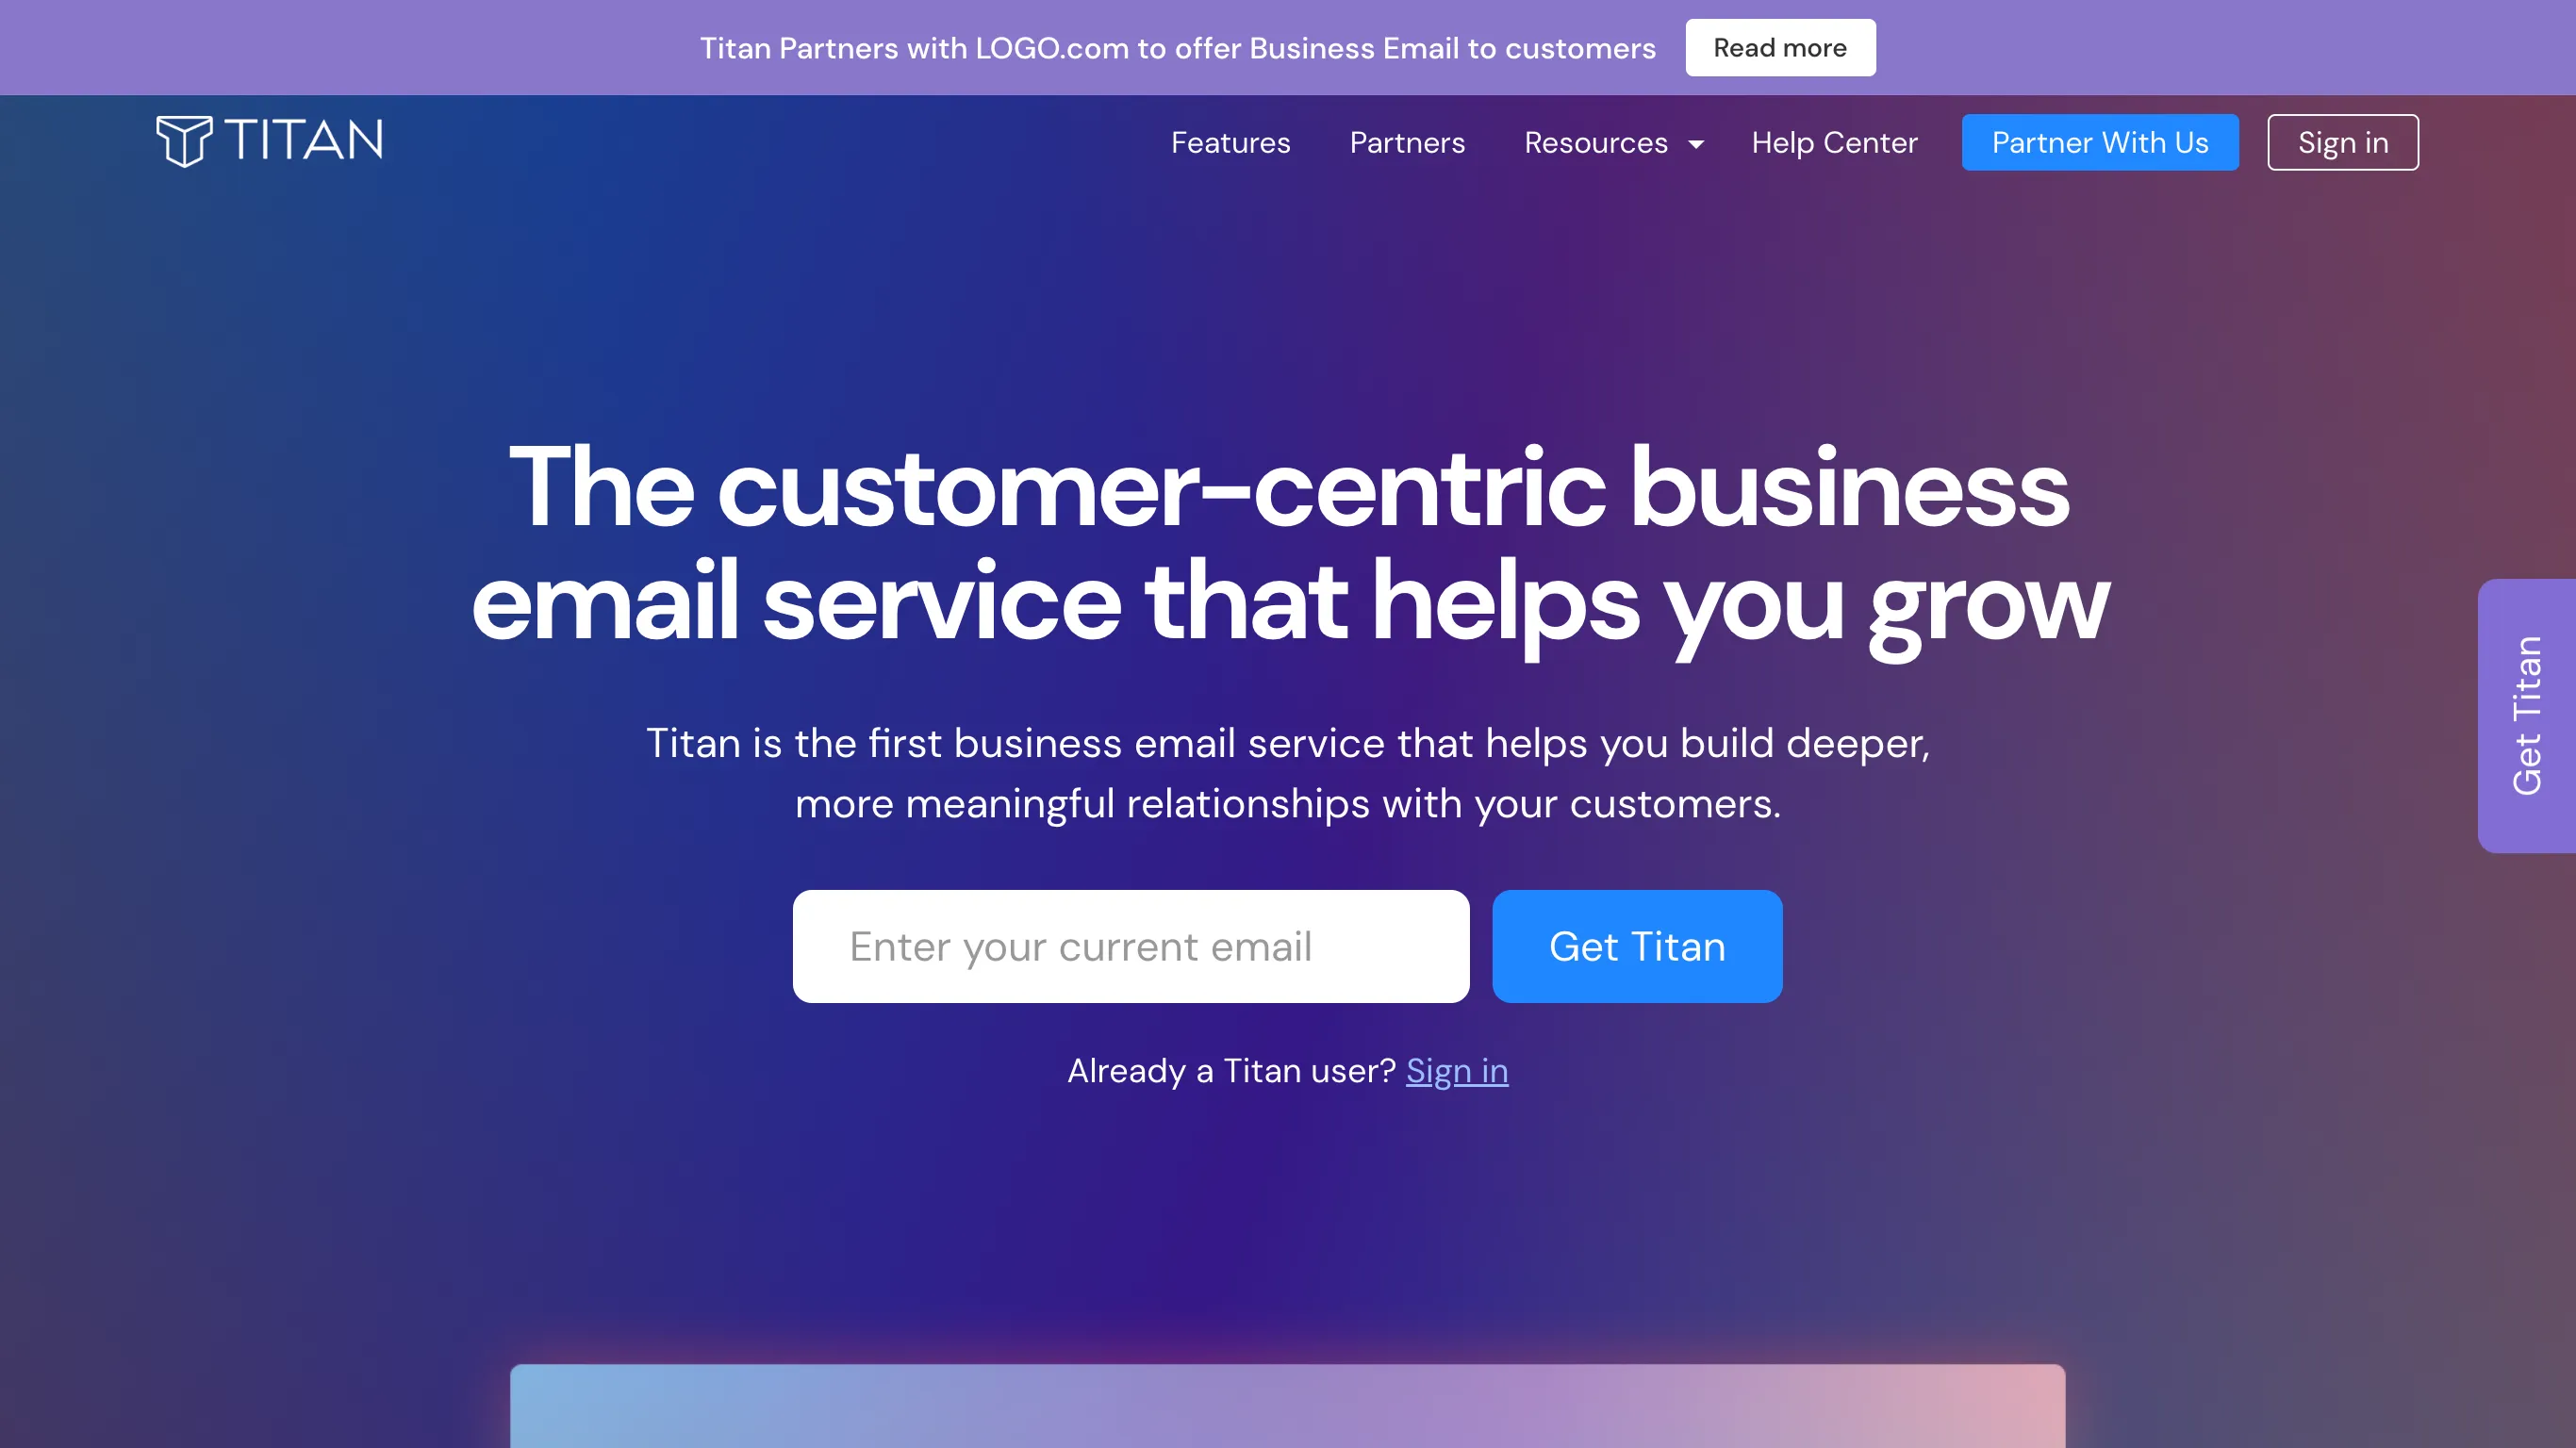 Titan Partners with LOGO.com to offer Business Email to customers
Read more
TITAN
Features
Partners
Resources
Help Center
Partner With Us
Sign in
The customer-centric business
email service that helps you grow
Titan is the first business email service that helps you build deeper,
more meaningful relationships with your customers.
Enter your current email
Get Titan
Already a Titan user? Sign in
Get Titan